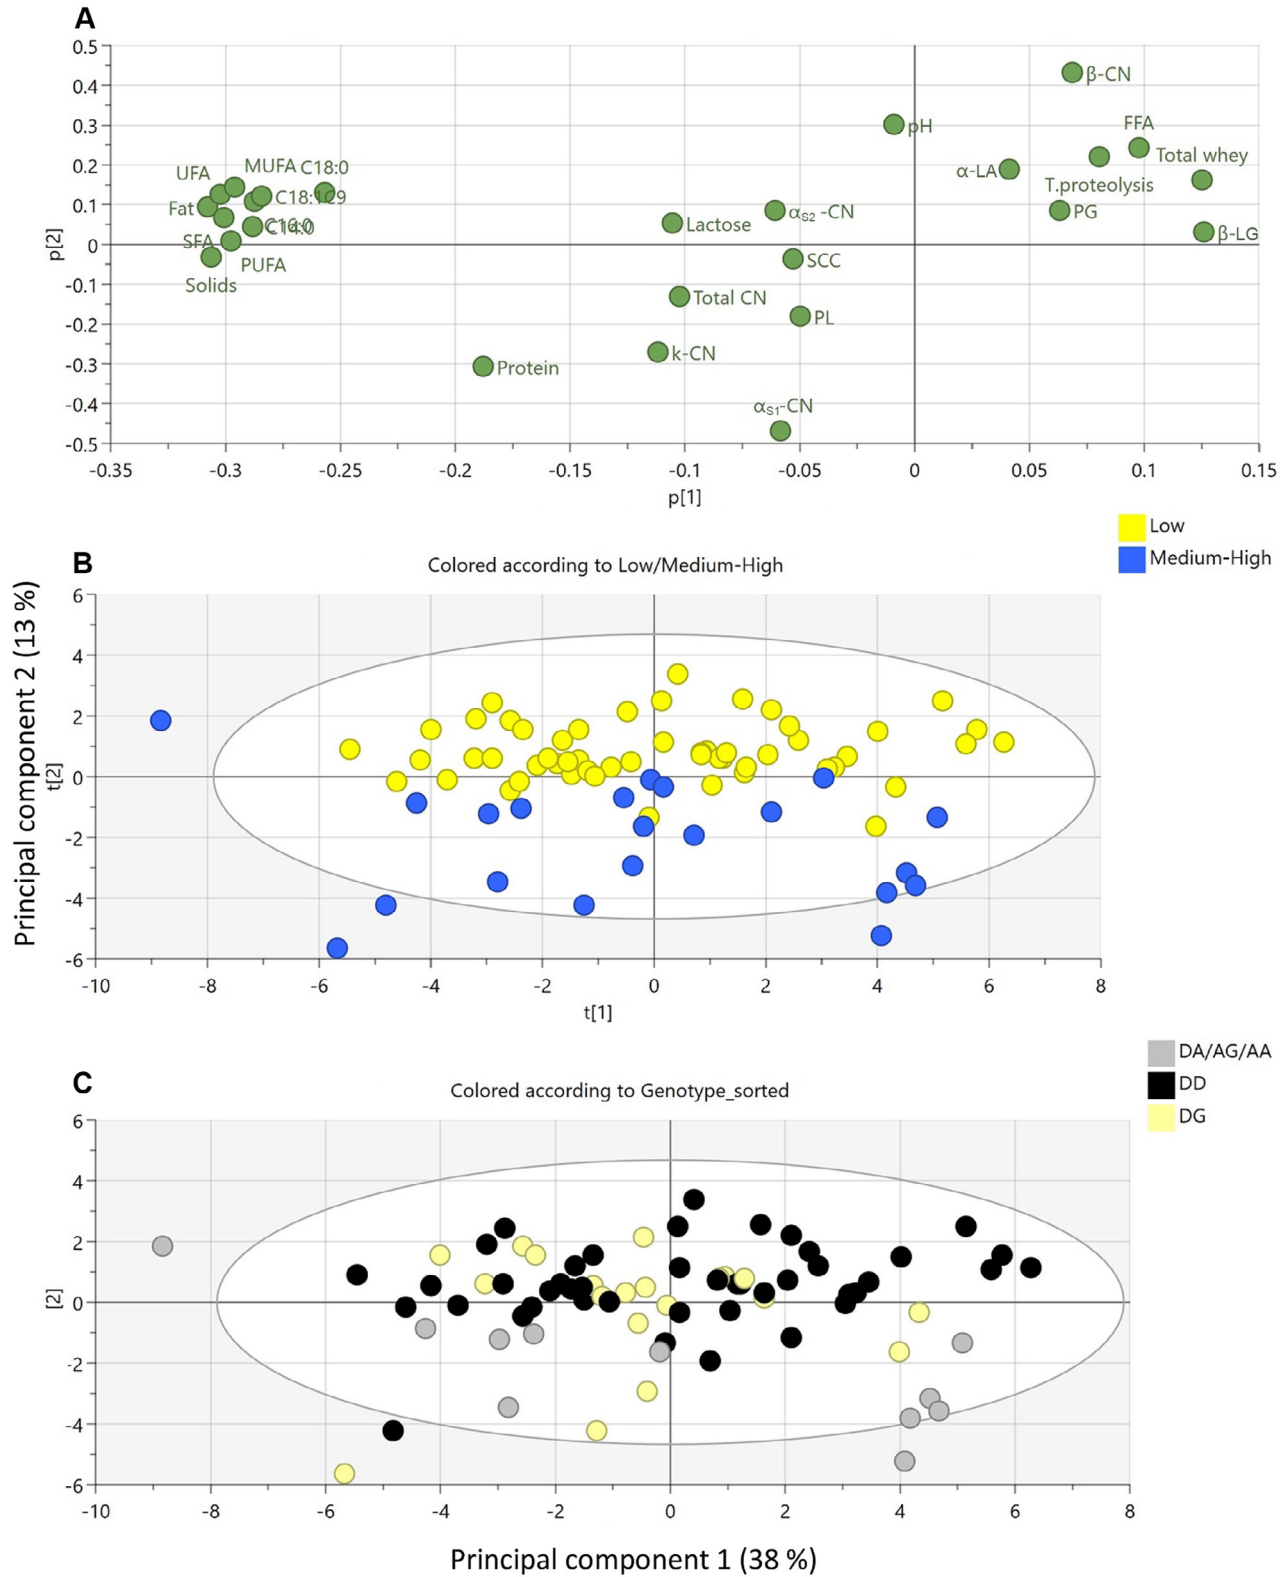 A
0.5
0.4
0.3
0.2
0.1
0
-0.1
-0.2
-0.3
-0.4
-0.5
p[2]
β-CN
pH
FFA
Total whey
α-LA
T.proteolysis
PG
β-LG
UFA
MUFA C18:0
C18:1C9
Fat
C16:0
C14:0
SFA
PUFA
Solids
Lactose
αS2 -CN
SCC
Total CN
PL
k-CN
Protein
αS1-CN
-0.35 -0.3 -0.25 -0.2 -0.15 -0.1 -0.05 0 0.05 0.1 0.15
p[1]
Low
Medium-High
B
Colored according to Low/Medium-High
6
4
2
0
-2
-4
-6
t[2]
Principal component 2 (13 %)
-10 -8 -6 -4 -2 0 2 4 6 8
t[1]
DA/AG/AA
DD
DG
C
Colored according to Genotype_sorted
6
4
2
0
-2
-4
-6
[2]
-10 -8 -6 -4 -2 0 2 4 6 8
Principal component 1 (38 %)